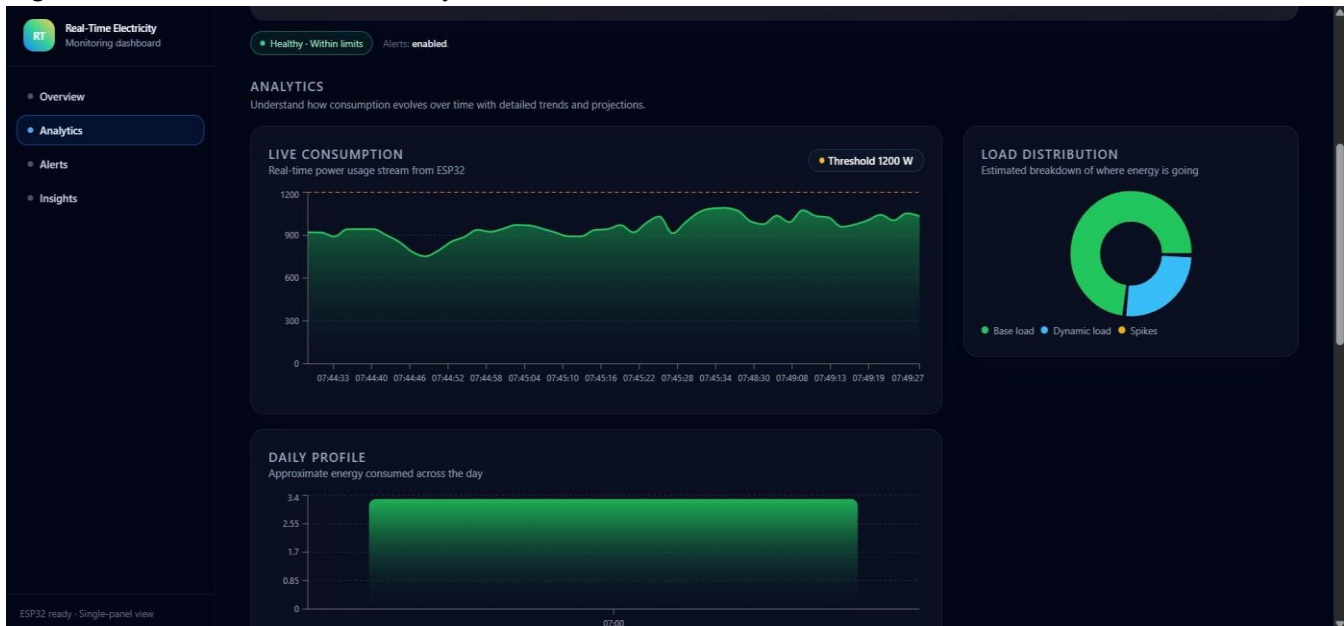 RT
Real-Time Electricity
Monitoring dashboard
Overview
Analytics
Alerts
Insights
ESP32 ready - Single-panel view
Healthy · Within limits
Alerts: enabled.
ANALYTICS
Understand how consumption evolves over time with detailed trends and projections.
LIVE CONSUMPTION
Real-time power usage stream from ESP32
Threshold 1200 W
1200
900
600
300
0
07:44:33 07:44:40 07:44:46 07:44:52 07:44:58 07:45:04 07:45:10 07:45:16 07:45:22 07:45:28 07:45:34 07:48:30 07:49:08 07:49:13 07:49:19 07:49:27
LOAD DISTRIBUTION
Estimated breakdown of where energy is going
Base load Dynamic load Spikes
DAILY PROFILE
Approximate energy consumed across the day
3.4
2.55
1.7
0.85
0
07:00